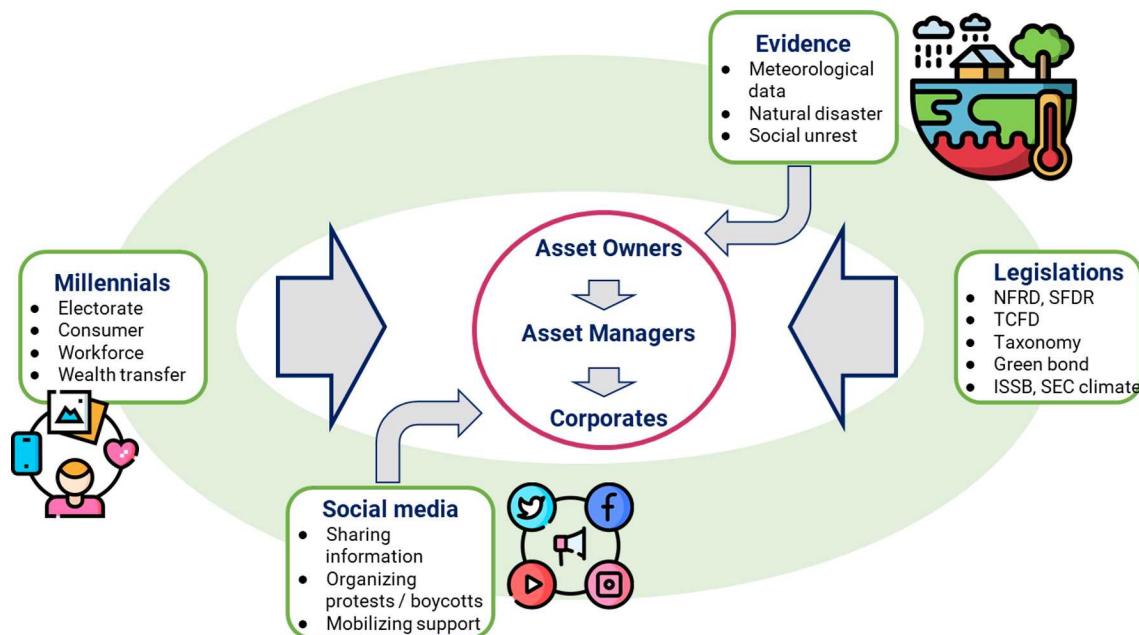 Evidence
● Meteorological
data
● Natural disaster
● Social unrest
Asset Owners
Asset Managers
Corporates
Millennials
● Electorate
● Consumer
● Workforce
● Wealth transfer
Legislations
● NFRD, SFDR
● TCFD
● Taxonomy
● Green bond
● ISSB, SEC climate
Social media
● Sharing
information
● Organizing
protests / boycotts
● Mobilizing support